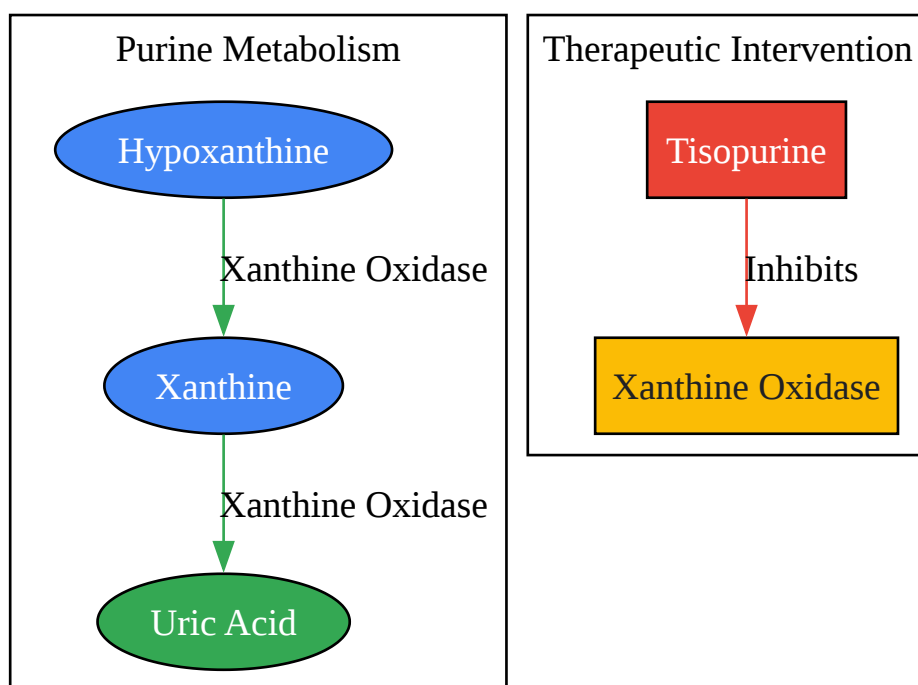 Purine Metabolism
Hypoxanthine
Xanthine Oxidase
Xanthine
Xanthine Oxidase
Uric Acid
Therapeutic Intervention
Tisopurine
Inhibits
Xanthine Oxidase